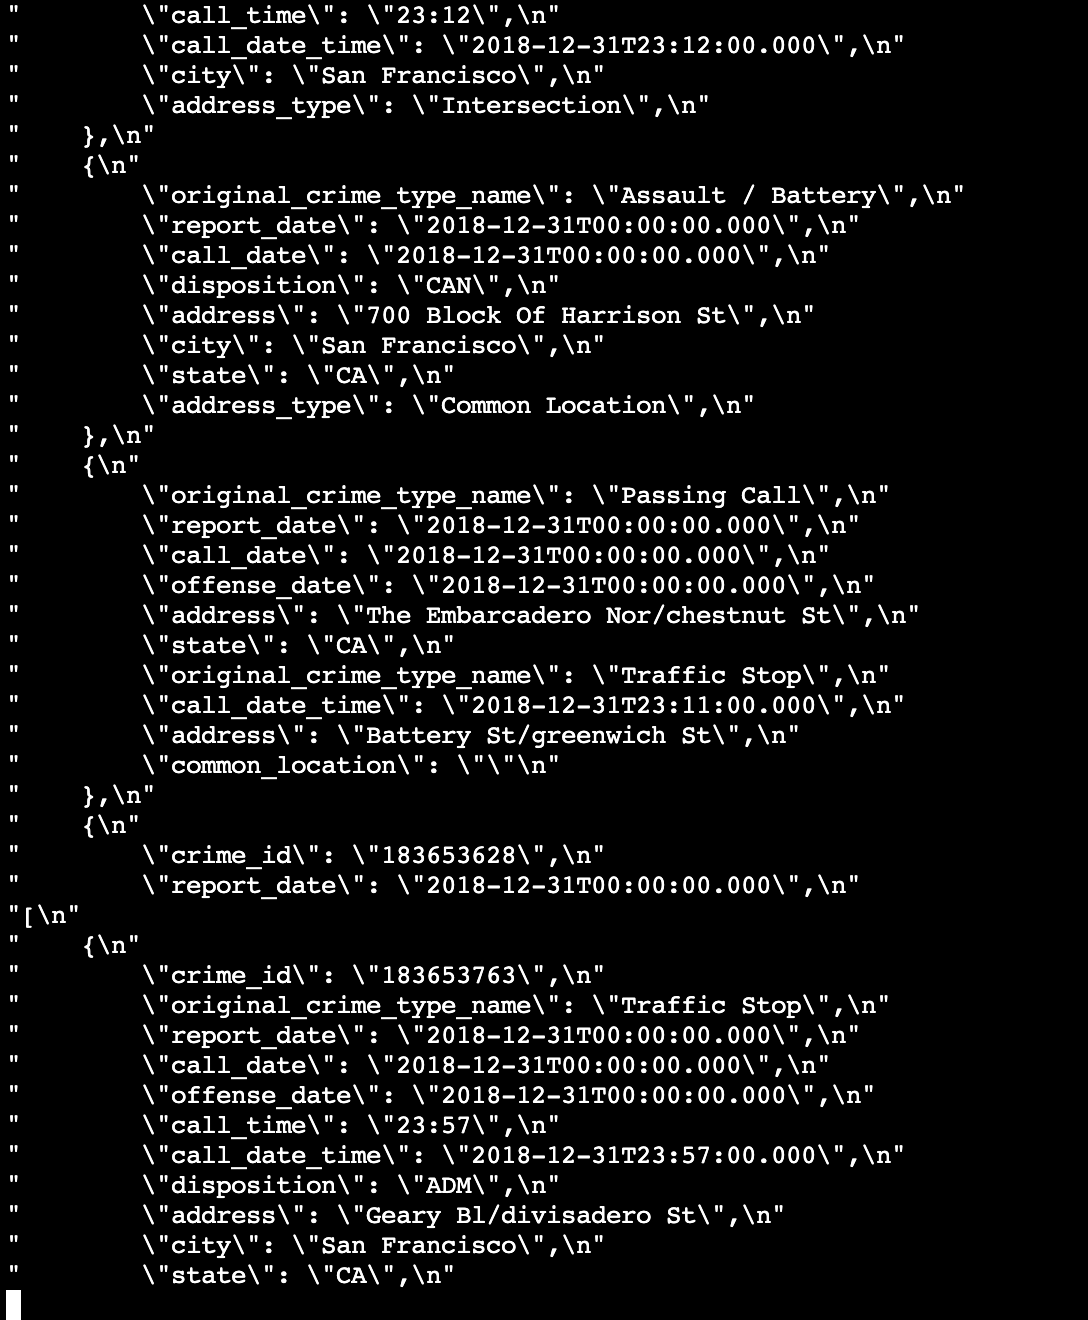 "        \"call_time\": \"23:12\",\n"
"        \"call_date_time\": \"2018-12-31T23:12:00.000\",\n"
"        \"city\": \"San Francisco\",\n"
"        \"address_type\": \"Intersection\",\n"
"    },\n"
"    {\n"
"        \"original_crime_type_name\": \"Assault / Battery\",\n"
"        \"report_date\": \"2018-12-31T00:00:00.000\",\n"
"        \"call_date\": \"2018-12-31T00:00:00.000\",\n"
"        \"disposition\": \"CAN\",\n"
"        \"address\": \"700 Block Of Harrison St\",\n"
"        \"city\": \"San Francisco\",\n"
"        \"state\": \"CA\",\n"
"        \"address_type\": \"Common Location\",\n"
"    },\n"
"    {\n"
"        \"original_crime_type_name\": \"Passing Call\",\n"
"        \"report_date\": \"2018-12-31T00:00:00.000\",\n"
"        \"call_date\": \"2018-12-31T00:00:00.000\",\n"
"        \"offense_date\": \"2018-12-31T00:00:00.000\",\n"
"        \"address\": \"The Embarcadero Nor/chestnut St\",\n"
"        \"state\": \"CA\",\n"
"        \"original_crime_type_name\": \"Traffic Stop\",\n"
"        \"call_date_time\": \"2018-12-31T23:11:00.000\",\n"
"        \"address\": \"Battery St/greenwich St\",\n"
"        \"common_location\": \"\"\n"
"    },\n"
"    {\n"
"        \"crime_id\": \"183653628\",\n"
"        \"report_date\": \"2018-12-31T00:00:00.000\",\n"
"[\n"
"    {\n"
"        \"crime_id\": \"183653763\",\n"
"        \"original_crime_type_name\": \"Traffic Stop\",\n"
"        \"report_date\": \"2018-12-31T00:00:00.000\",\n"
"        \"call_date\": \"2018-12-31T00:00:00.000\",\n"
"        \"offense_date\": \"2018-12-31T00:00:00.000\",\n"
"        \"call_time\": \"23:57\",\n"
"        \"call_date_time\": \"2018-12-31T23:57:00.000\",\n"
"        \"disposition\": \"ADM\",\n"
"        \"address\": \"Geary Bl/divisadero St\",\n"
"        \"city\": \"San Francisco\",\n"
"        \"state\": \"CA\",\n"